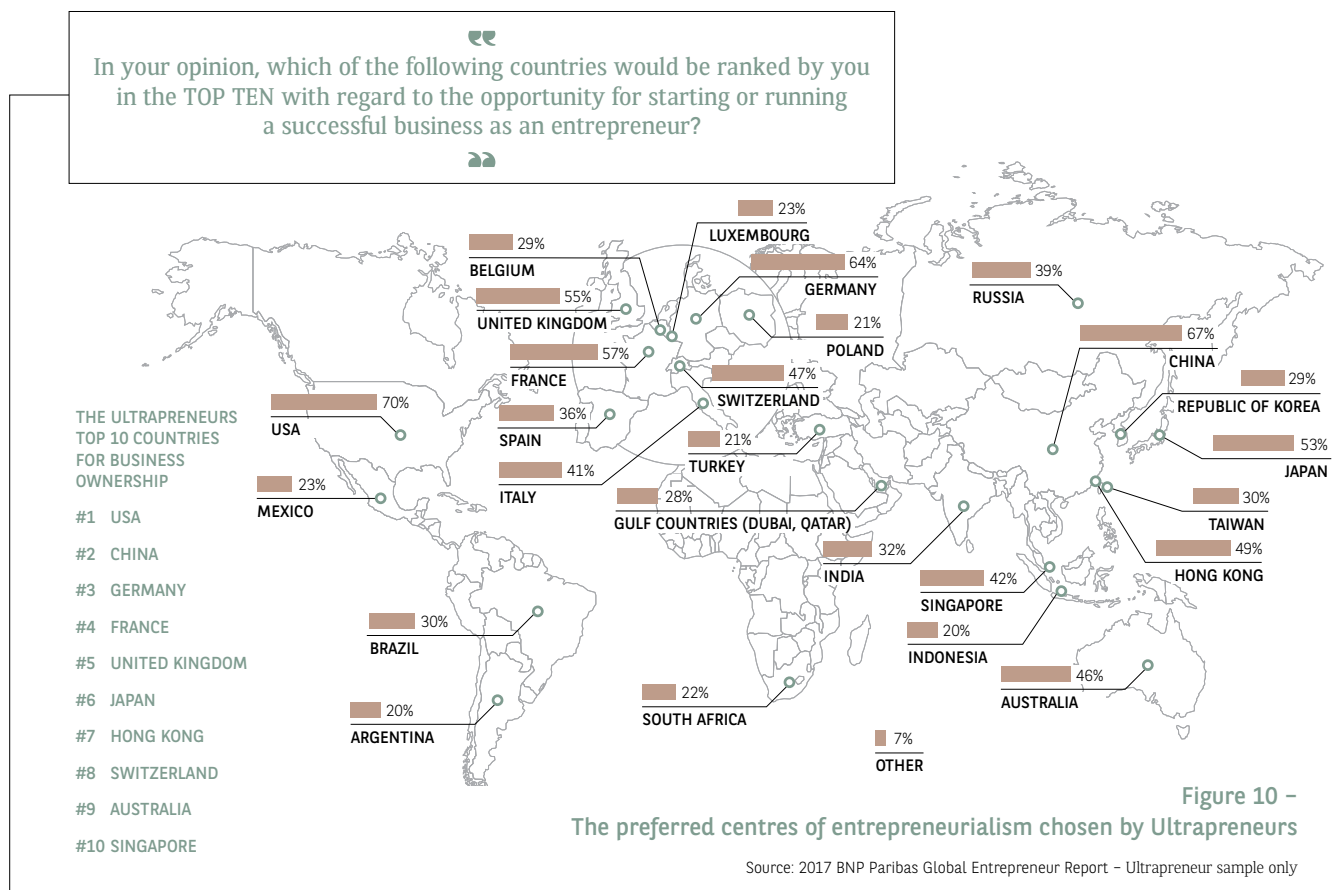 “
In your opinion, which of the following countries would be ranked by you
in the TOP TEN with regard to the opportunity for starting or running
a successful business as an entrepreneur?
”
23%
LUXEMBOURG
29%
BELGIUM
64%
GERMANY
39%
RUSSIA
55%
UNITED KINGDOM
21%
POLAND
67%
CHINA
57%
FRANCE
47%
SWITZERLAND
29%
REPUBLIC OF KOREA
70%
USA
36%
SPAIN
21%
TURKEY
53%
JAPAN
41%
ITALY
23%
MEXICO
28%
GULF COUNTRIES (DUBAI, QATAR)
30%
TAIWAN
32%
INDIA
49%
HONG KONG
42%
SINGAPORE
20%
INDONESIA
30%
BRAZIL
46%
AUSTRALIA
22%
SOUTH AFRICA
20%
ARGENTINA
7%
OTHER
THE ULTRAPRENEURS
TOP 10 COUNTRIES
FOR BUSINESS
OWNERSHIP
#1 USA
#2 CHINA
#3 GERMANY
#4 FRANCE
#5 UNITED KINGDOM
#6 JAPAN
#7 HONG KONG
#8 SWITZERLAND
#9 AUSTRALIA
#10 SINGAPORE
Figure 10 –
The preferred centres of entrepreneurialism chosen by Ultrapreneurs
Source: 2017 BNP Paribas Global Entrepreneur Report – Ultrapreneur sample only